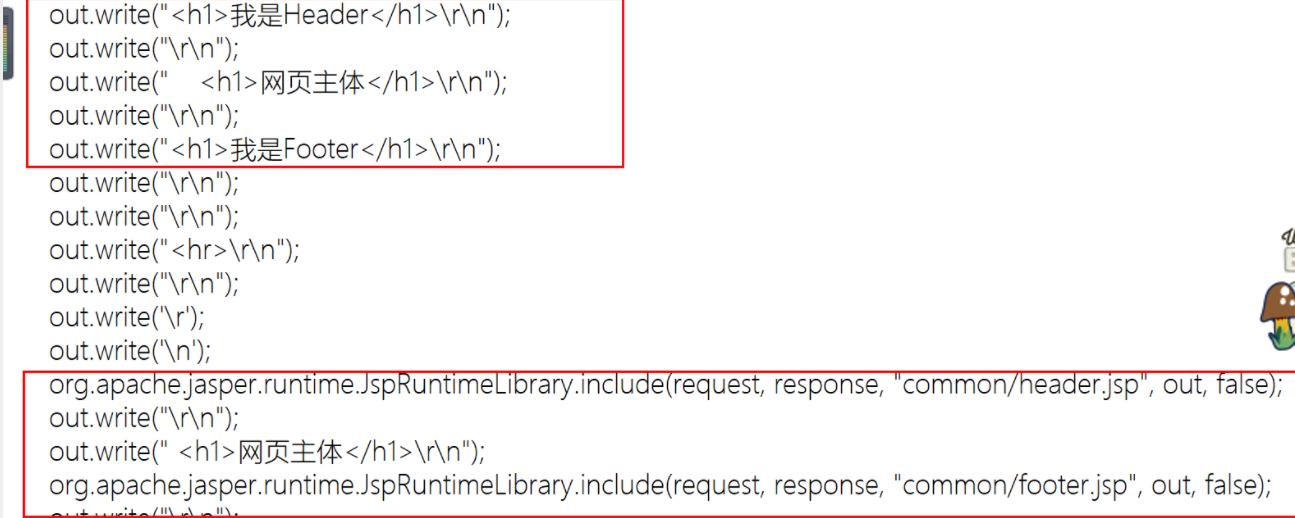 out.write("<h1>我是Header</h1>\r\n");
out.write("\r\n");
out.write("    <h1>网页主体</h1>\r\n");
out.write("\r\n");
out.write("<h1>我是Footer</h1>\r\n");
out.write("\r\n");
out.write("\r\n");
out.write("<hr>\r\n");
out.write("\r\n");
out.write('\r');
out.write('\n');
org.apache.jasper.runtime.JspRuntimeLibrary.include(request, response, "common/header.jsp", out, false);
out.write("\r\n");
out.write(" <h1>网页主体</h1>\r\n");
org.apache.jasper.runtime.JspRuntimeLibrary.include(request, response, "common/footer.jsp", out, false);
out.write("\r\n");